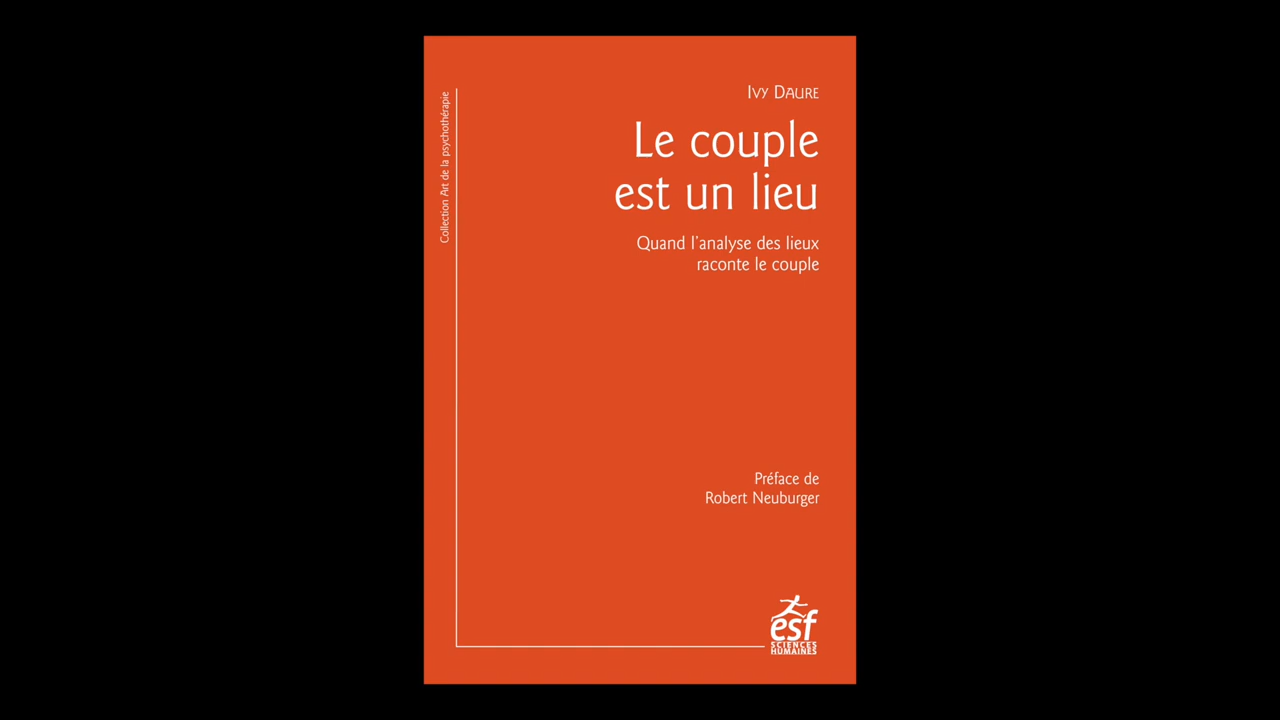 Collection Art de la psychothérapie
Ivy Daure
Le couple
est un lieu
Quand l'analyse des lieux
raconte le couple
Préface de
Robert Neuburger
esf
SCIENCES
HUMAINES